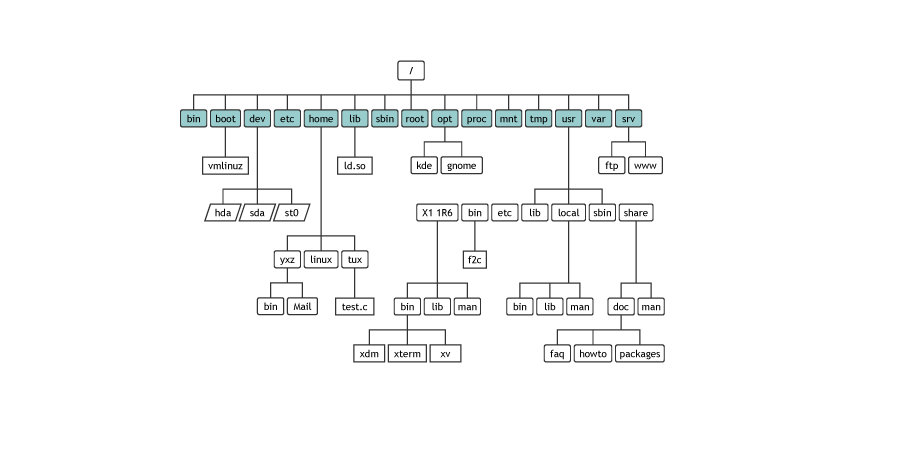 /
bin boot dev etc home lib sbin root opt proc mnt tmp usr var srv
vmlinuz ld.so kde gnome ftp www
hda sda st0 X1 1R6 bin etc lib local sbin share
yxz linux tux f2c
bin Mail test.c bin lib man bin lib man doc man
xdm xterm xv faq howto packages